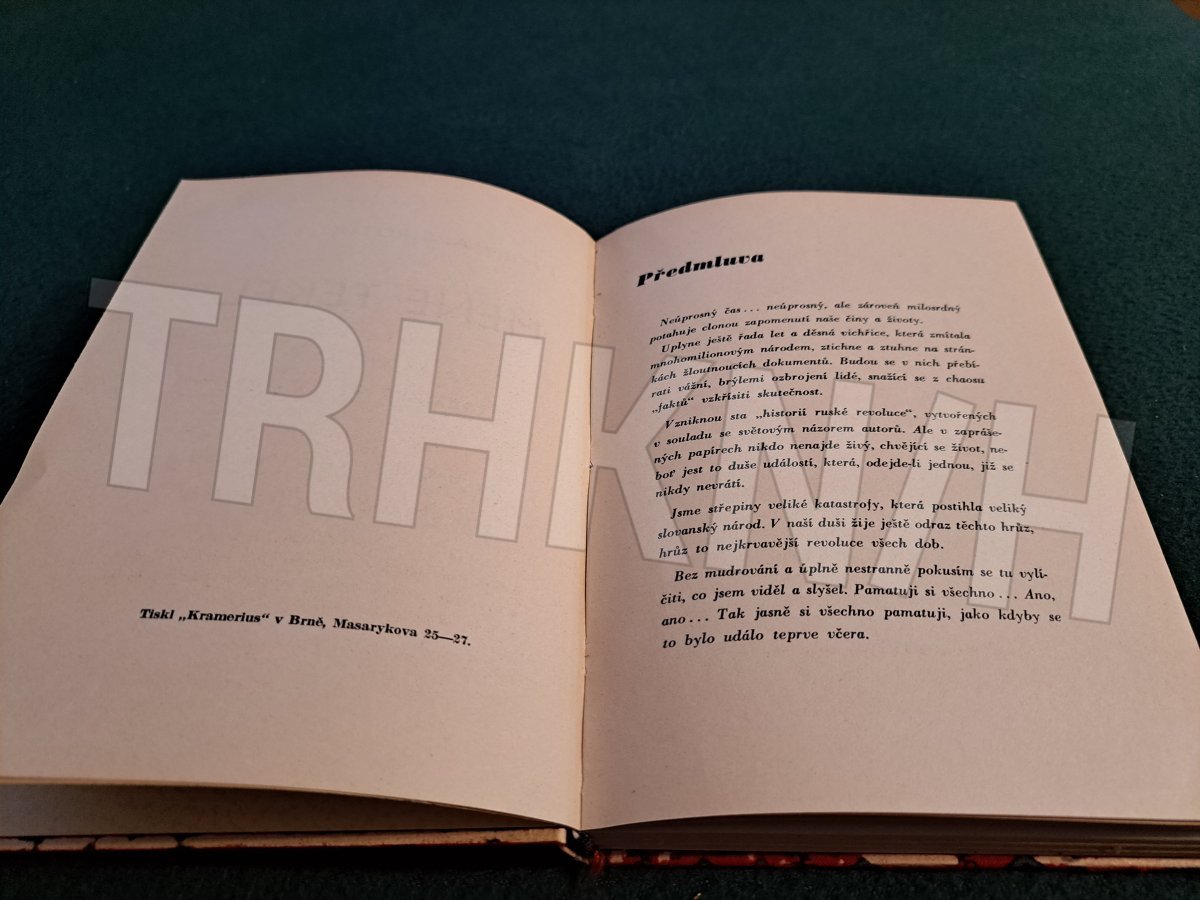 Tiskl „Kramerius“ v Brně, Masarykova 25—27.
Předmluva
Neúprosný čas... neúprosný, ale zároveň milosrdný
potahuje clonou zapomenutí naše činy a životy.
Uplyne ještě řada let a děsná vichřice, která zmítala
mnohomilionovým národem, ztichne a ztuhne na strán-
kách žloutnoucích dokumentů. Budou se v nich přebí-
rati vážní, brýlemi ozbrojení lidé, snažící se z chaosu
„faktů“ vzkřísiti skutečnost.
Vzniknou sta „historií ruské revoluce“, vytvořených
v souladu se světovým názorem autorů. Ale v zapráše-
ných papírech nikdo nenajde živý, chvějící se život, ne-
boť jest to duše událostí, která, odejde-li jednou, již se
nikdy nevrátí.
Jsme střepiny veliké katastrofy, která postihla veliký
slovanský národ. V naší duši žije ještě odraz těchto hrůz,
hrůz to nejkrvavější revoluce všech dob.
Bez mudrování a úplně nestranně pokusím se tu vylí-
čiti, co jsem viděl a slyšel. Pamatuji si všechno... Ano,
ano... Tak jasně si všechno pamatuji, jako kdyby se
to bylo událo teprve včera.
TRHKNIH